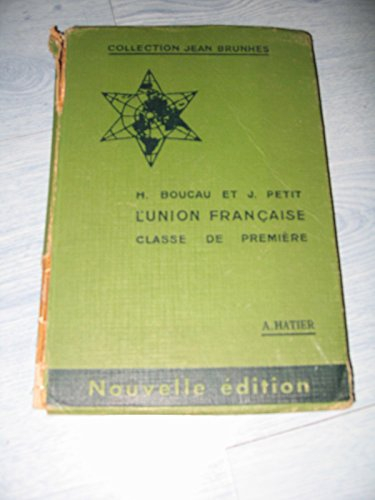 COLLECTION JEAN BRUNHES
H. BOUCAU ET J. PETIT
L'UNION FRANÇAISE
CLASSE DE PREMIÈRE
A. HATIER
Nouvelle édition